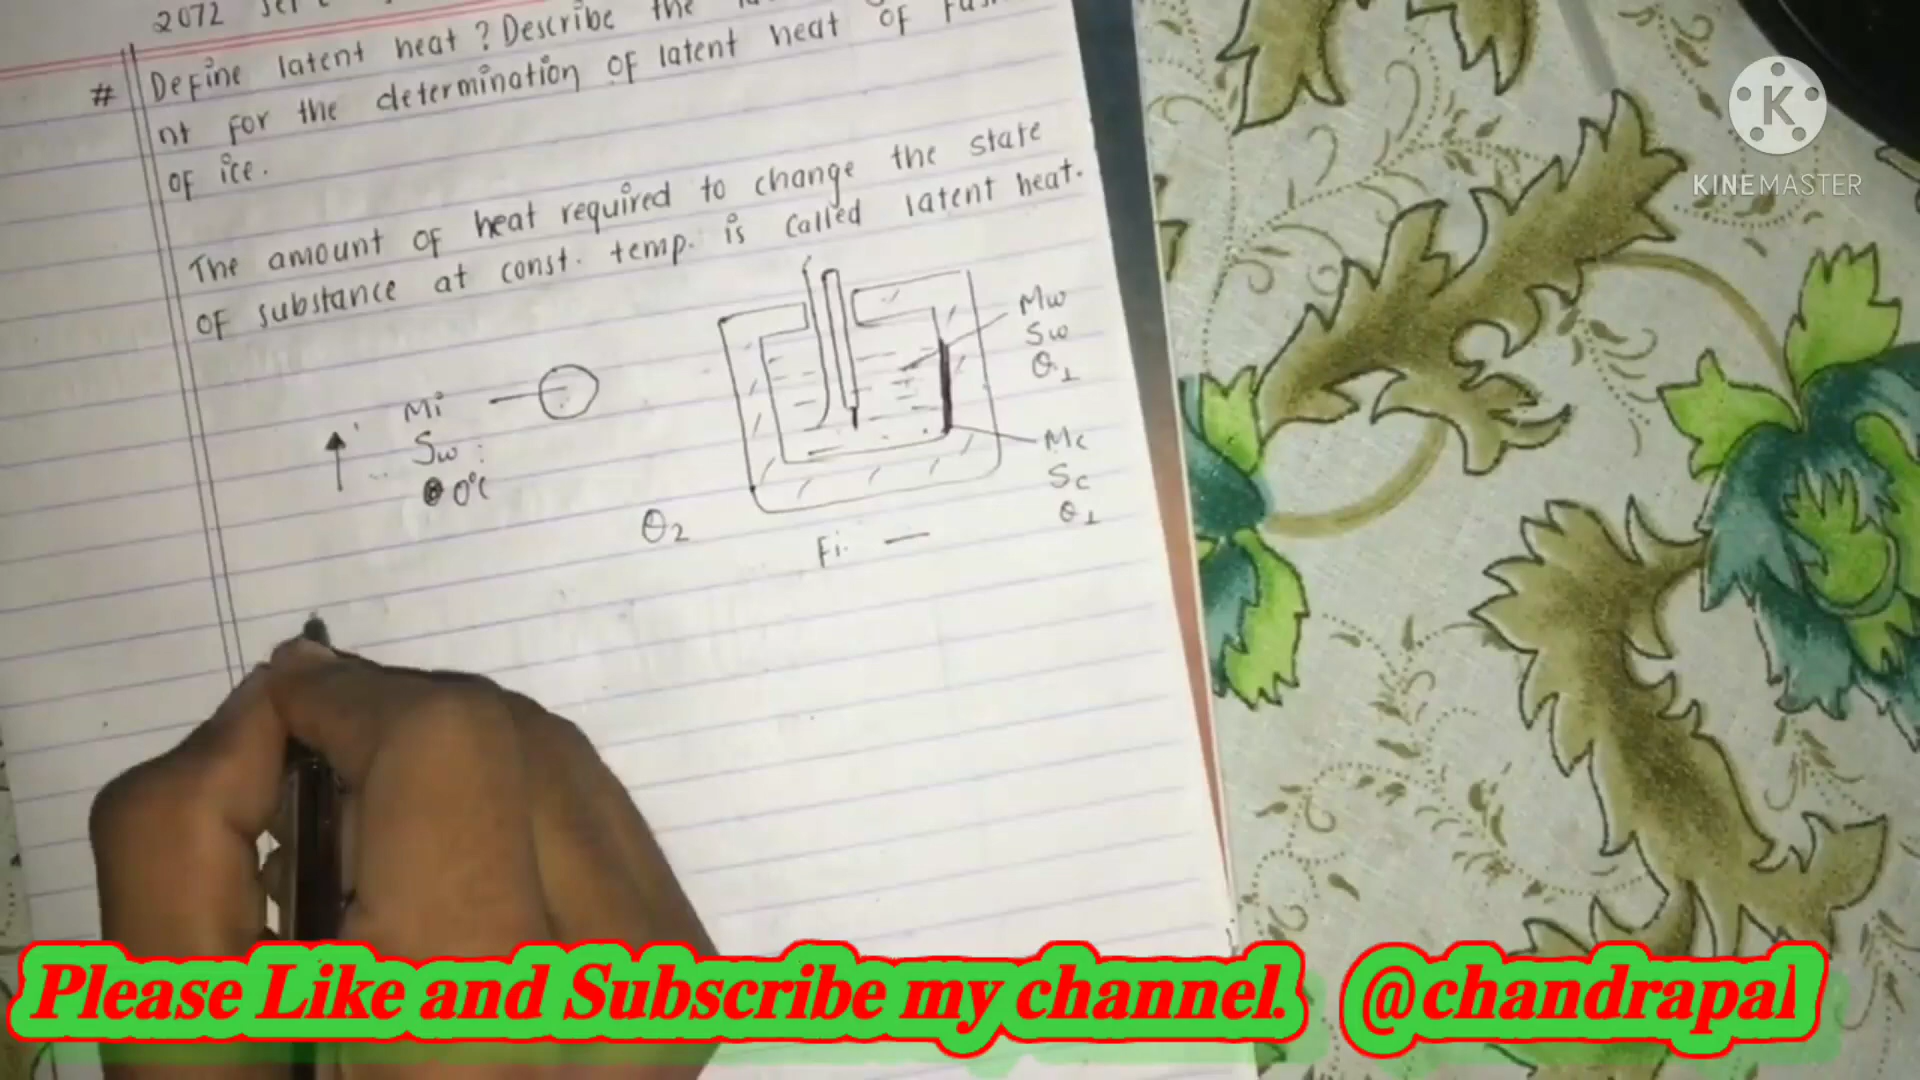 2072
# Define latent heat ? Describe the
nt for the determination of latent heat of
of ice.
The amount of heat required to change the state
of substance at const. temp. is called latent heat.
Mi
Sw
0°C
θ2
Mw
Sw
θ1
Mc
Sc
θ1
Fi. —
K
KINEMASTER
Please Like and Subscribe my channel. @chandrapal